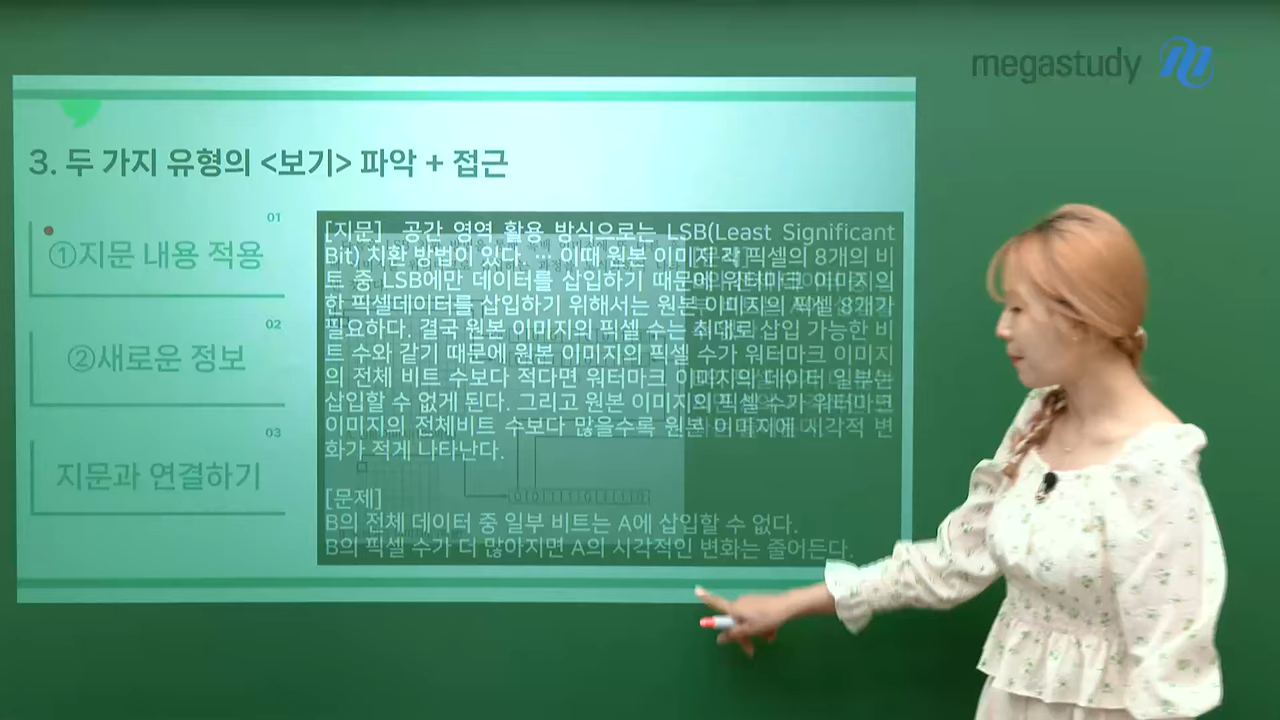 megastudy
3. 두 가지 유형의 <보기> 파악 + 접근
01
①지문 내용 적용
02
②새로운 정보
03
지문과 연결하기
[지문] 공간 영역 활용 방식으로는 LSB(Least Significant
Bit) 치환 방법이 있다. … 이때 원본 이미지 각 픽셀의 8개의 비
트 중 LSB에만 데이터를 삽입하기 때문에 워터마크 이미지의
한 픽셀데이터를 삽입하기 위해서는 원본 이미지의 픽셀 8개가
필요하다. 결국 원본 이미지의 픽셀 수는 최대로 삽입 가능한 비
트 수와 같기 때문에 원본 이미지의 픽셀 수가 워터마크 이미지
의 전체 비트 수보다 적다면 워터마크 이미지의 데이터 일부는
삽입할 수 없게 된다. 그리고 원본 이미지의 픽셀 수가 워터마크
이미지의 전체비트 수보다 많을수록 원본 이미지에 시각적 변
화가 적게 나타난다.
[문제]
B의 전체 데이터 중 일부 비트는 A에 삽입할 수 없다.
B의 픽셀 수가 더 많아지면 A의 시각적인 변화는 줄어든다.